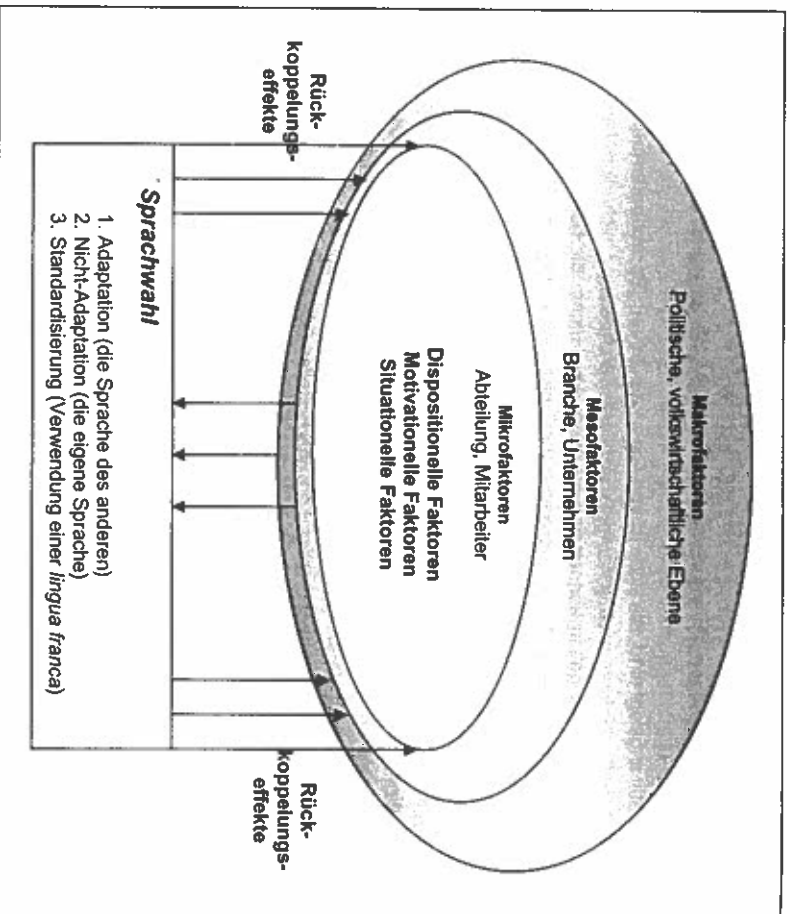 Makrofaktoren
Politische, volkswirtschaftliche Ebene
Mesofaktoren
Branche, Unternehmen
Mikrofaktoren
Abteilung, Mitarbeiter
Dispositionelle Faktoren
Motivationelle Faktoren
Situationelle Faktoren
Rück-
koppelungs-
effekte
Rück-
koppelungs-
effekte
Sprachwahl
1. Adaptation (die Sprache des anderen)
2. Nicht-Adaptation (die eigene Sprache)
3. Standardisierung (Verwendung einer lingua franca)